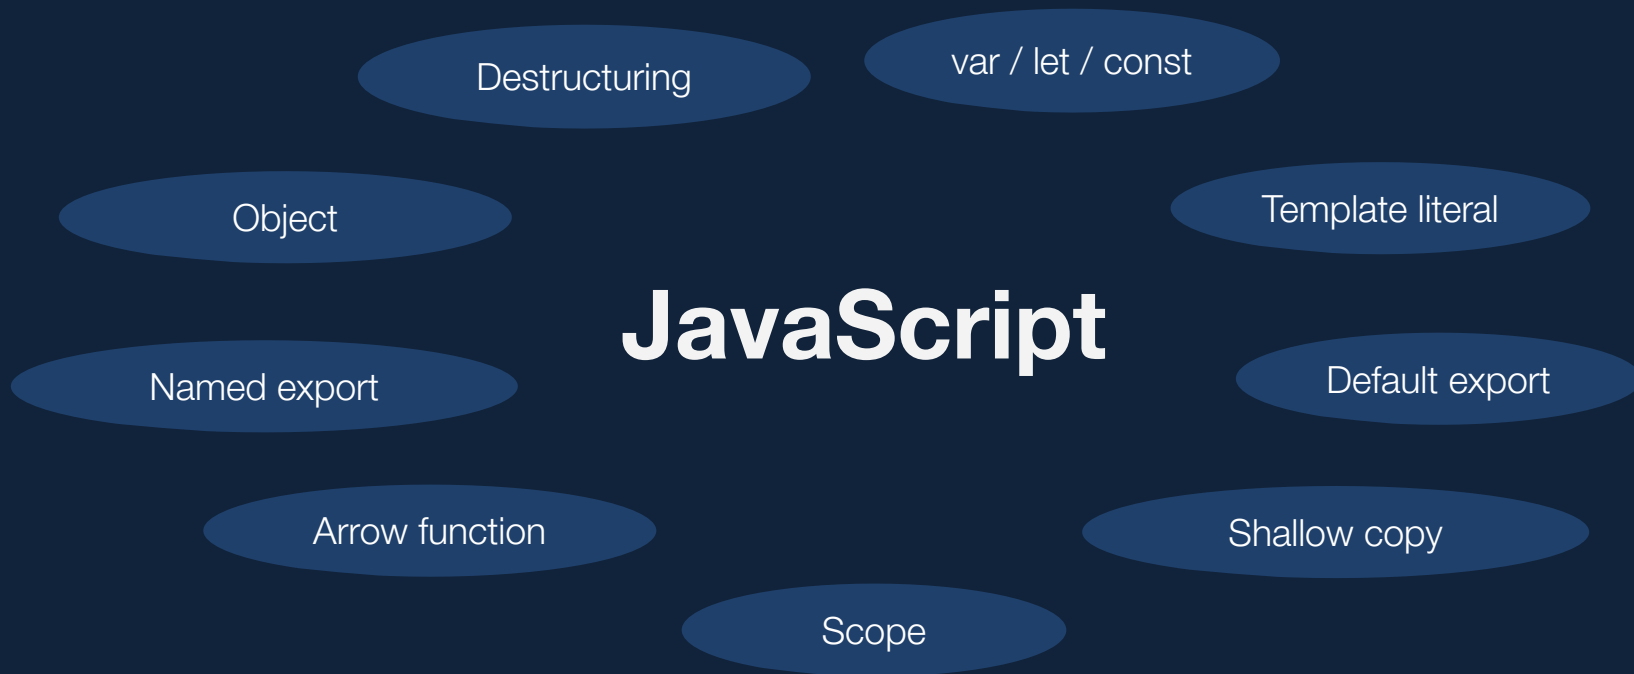 Destructuring
var / let / const
Object
Template literal
JavaScript
Named export
Default export
Arrow function
Shallow copy
Scope